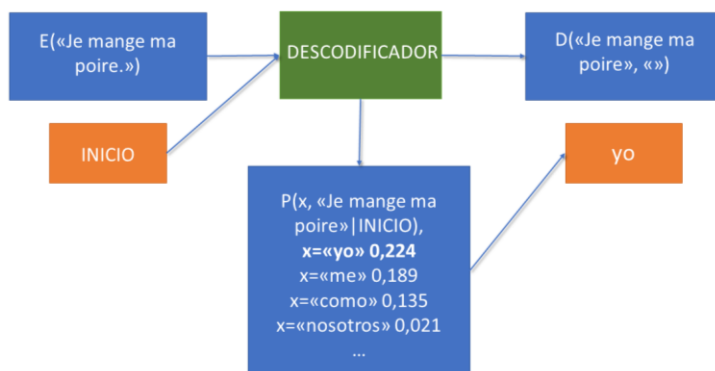 E(«Je mange ma
poire.»)
DESCODIFICADOR
D(«Je mange ma
poire», «»)
INICIO
yo
P(x, «Je mange ma
poire»|INICIO),
x=«yo» 0,224
x=«me» 0,189
x=«como» 0,135
x=«nosotros» 0,021
...